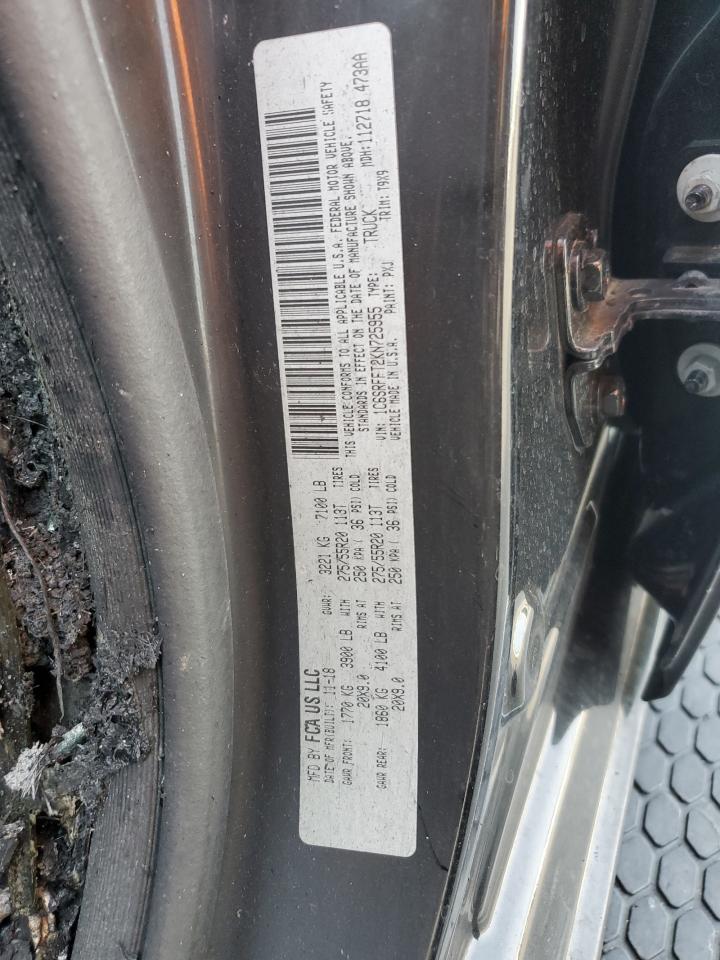 MFD BY FCA US LLC
DATE OF MFR(BUILT): 11-18 GVWR: 3221 KG 7100 LB
GAWR FRONT: 1770 KG 3900 LB WITH 275/55R20 113T TIRES
20X9.0 RIMS AT 250 KPA ( 36 PSI) COLD
GAWR REAR: 1860 KG 4100 LB WITH 275/55R20 113T TIRES
20X9.0 RIMS AT 250 KPA ( 36 PSI) COLD
THIS VEHICLE CONFORMS TO ALL APPLICABLE U.S.A. FEDERAL MOTOR VEHICLE SAFETY
STANDARDS IN EFFECT ON THE DATE OF MANUFACTURE SHOWN ABOVE.
VIN: 1C6SRFFT2KN725955 TYPE: TRUCK MDH:112718 473AA
VEHICLE MADE IN U.S.A. PAINT: PXJ TRIM: T9X9